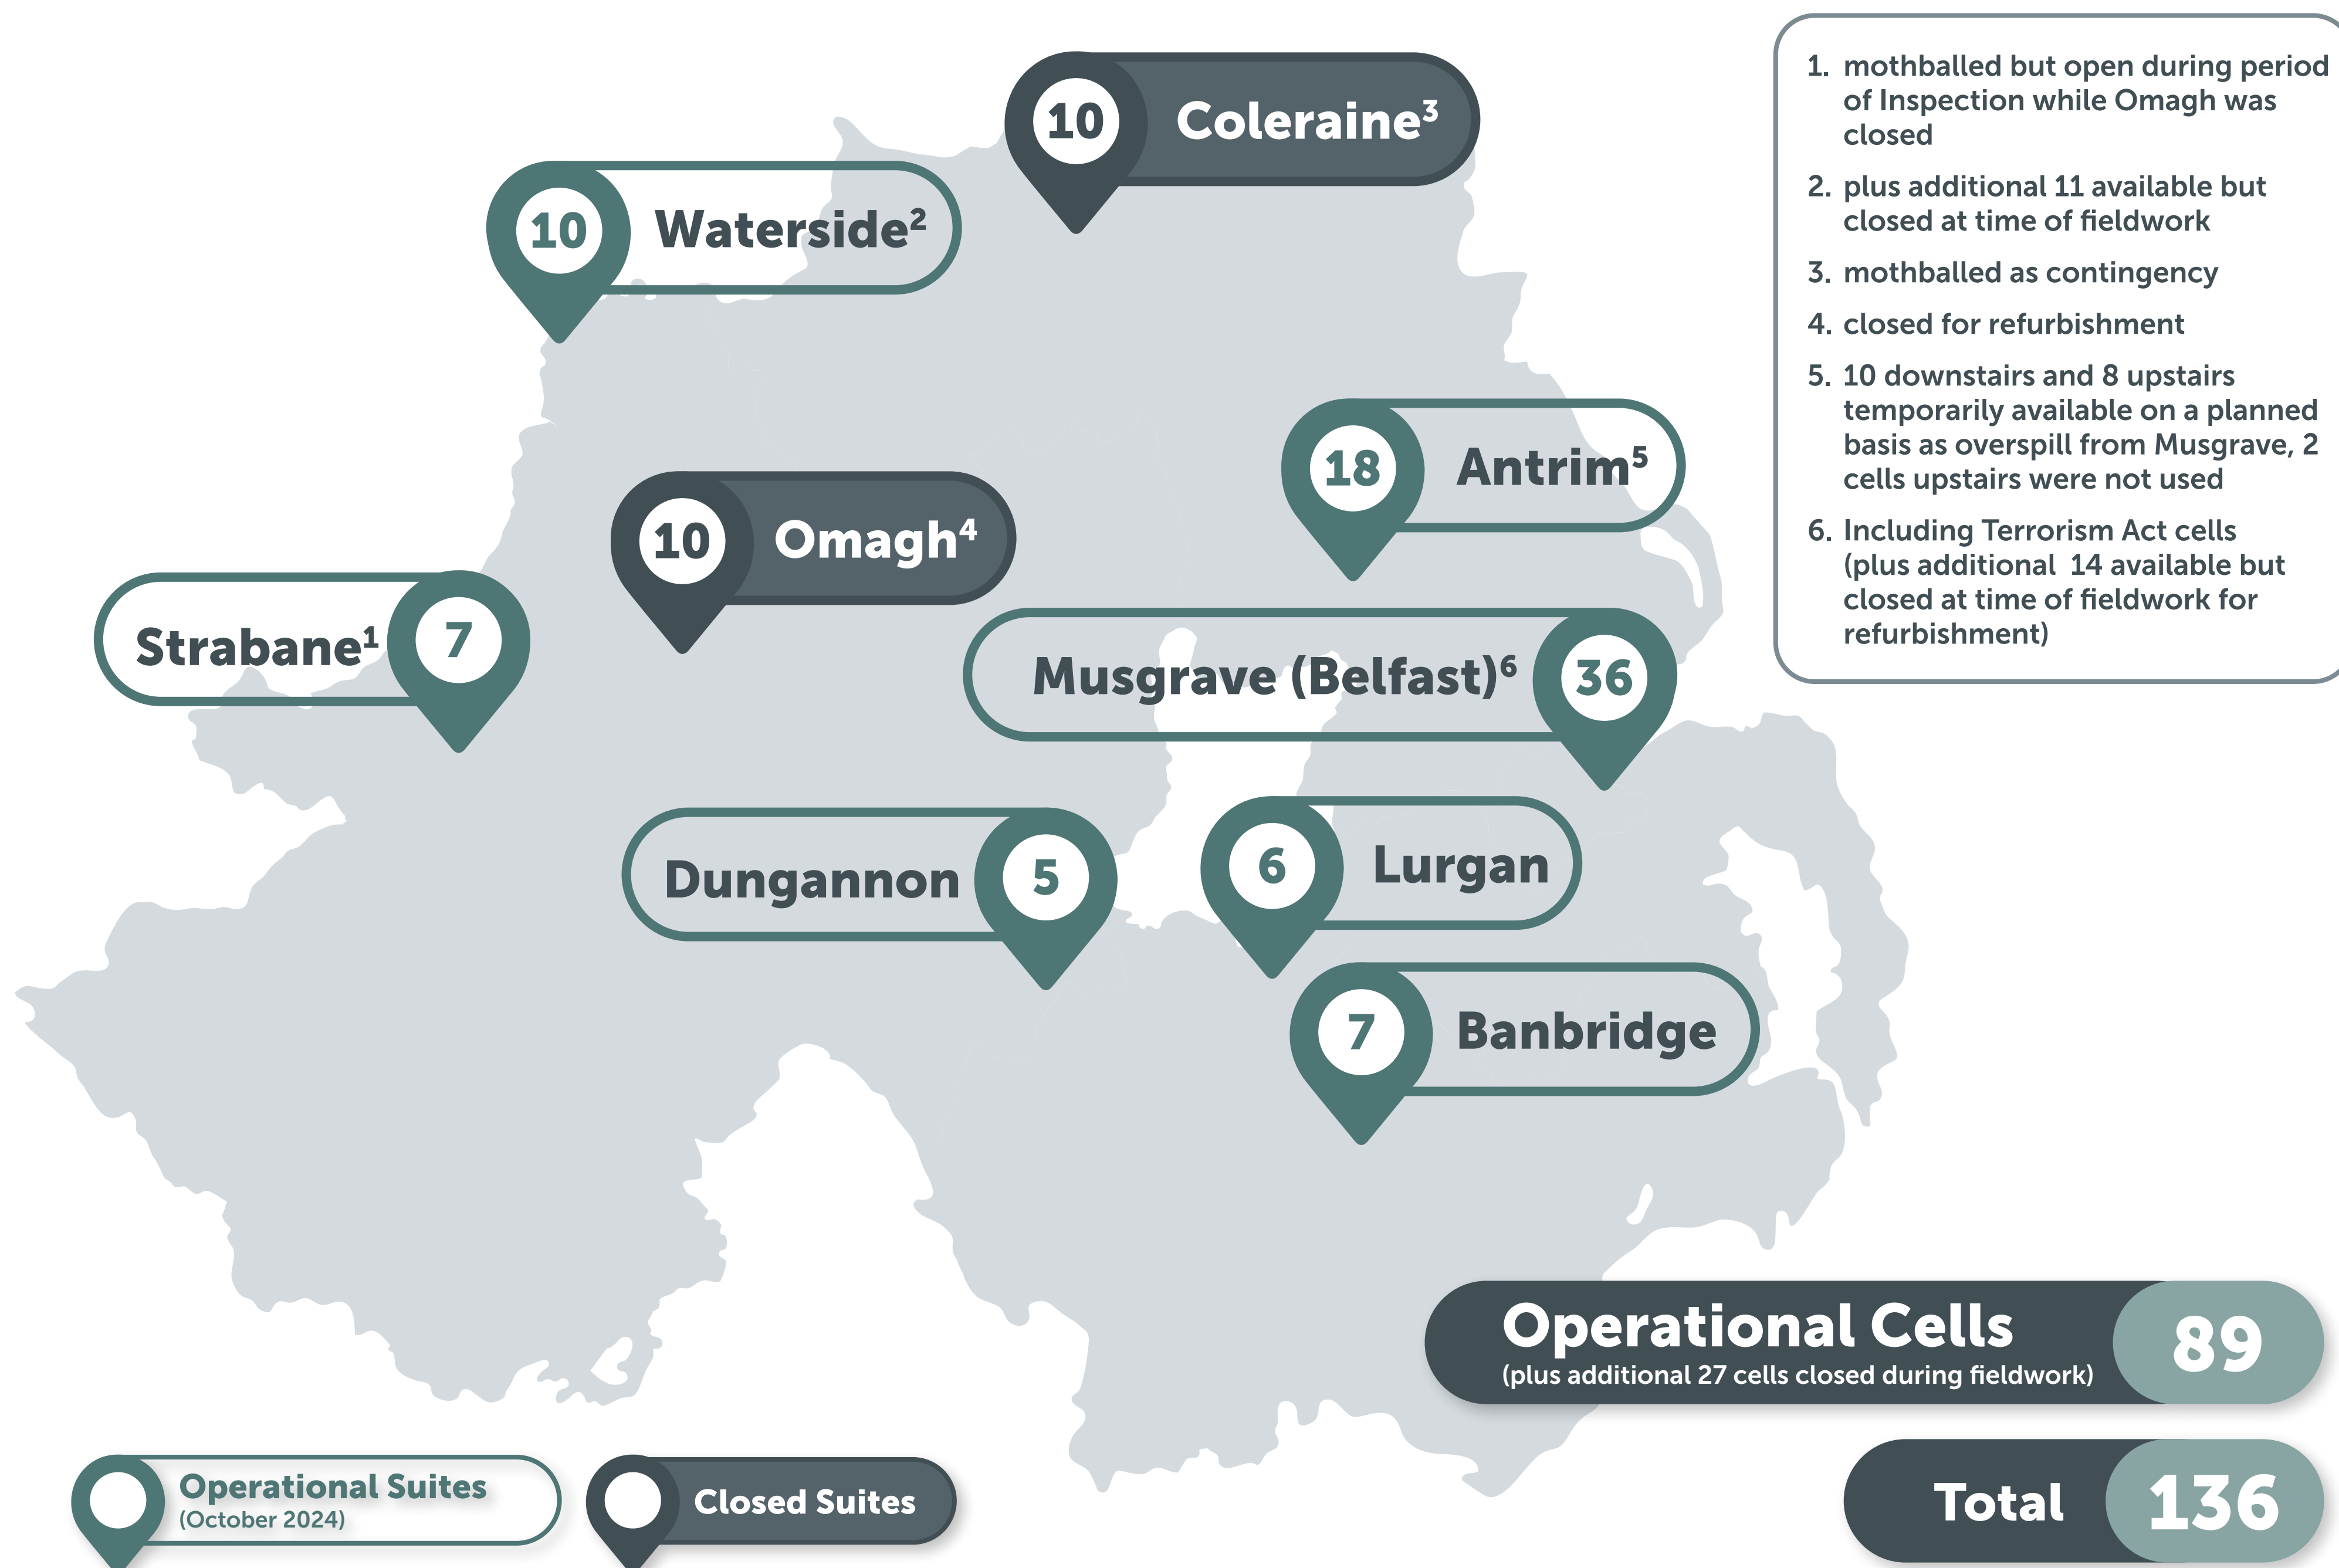 10 Coleraine³
10 Waterside²
18 Antrim⁵
10 Omagh⁴
Strabane¹ 7
Musgrave (Belfast)⁶ 36
Dungannon 5
6 Lurgan
7 Banbridge
1. mothballed but open during period
of Inspection while Omagh was
closed
2. plus additional 11 available but
closed at time of fieldwork
3. mothballed as contingency
4. closed for refurbishment
5. 10 downstairs and 8 upstairs
temporarily available on a planned
basis as overspill from Musgrave, 2
cells upstairs were not used
6. Including Terrorism Act cells
(plus additional 14 available but
closed at time of fieldwork for
refurbishment)
Operational Cells 89
(plus additional 27 cells closed during fieldwork)
Total 136
Operational Suites
(October 2024)
Closed Suites